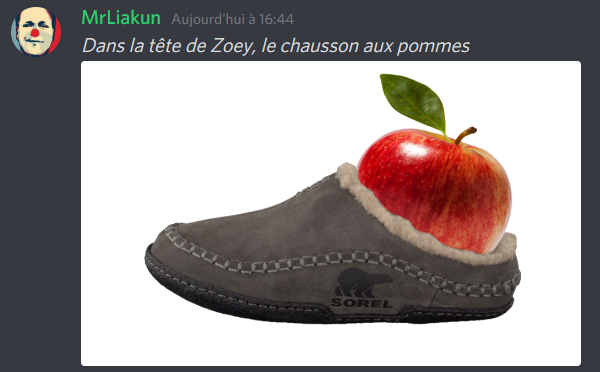 MrLiakun Aujourd'hui à 16:44
Dans la tête de Zoey, le chausson aux pommes
SOREL